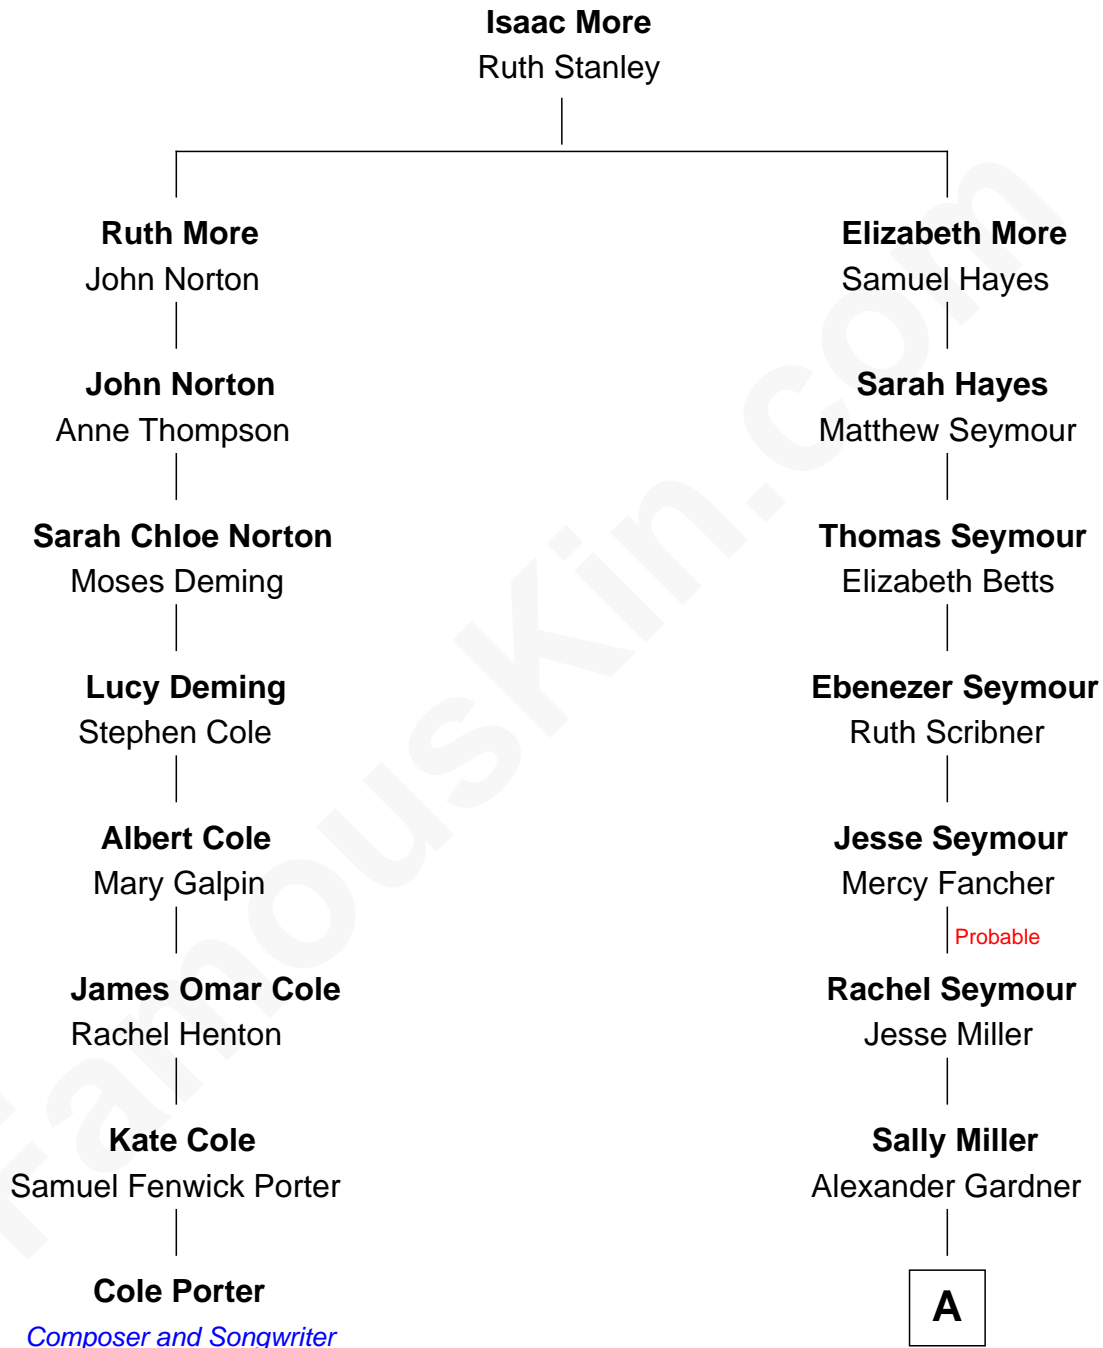 Isaac More
Ruth Stanley
Ruth More
John Norton
John Norton
Anne Thompson
Sarah Chloe Norton
Moses Deming
Lucy Deming
Stephen Cole
Albert Cole
Mary Galpin
James Omar Cole
Rachel Henton
Kate Cole
Samuel Fenwick Porter
Cole Porter
Composer and Songwriter
Elizabeth More
Samuel Hayes
Sarah Hayes
Matthew Seymour
Thomas Seymour
Elizabeth Betts
Ebenezer Seymour
Ruth Scribner
Jesse Seymour
Mercy Fancher
Probable
Rachel Seymour
Jesse Miller
Sally Miller
Alexander Gardner
A
FamousKin.com